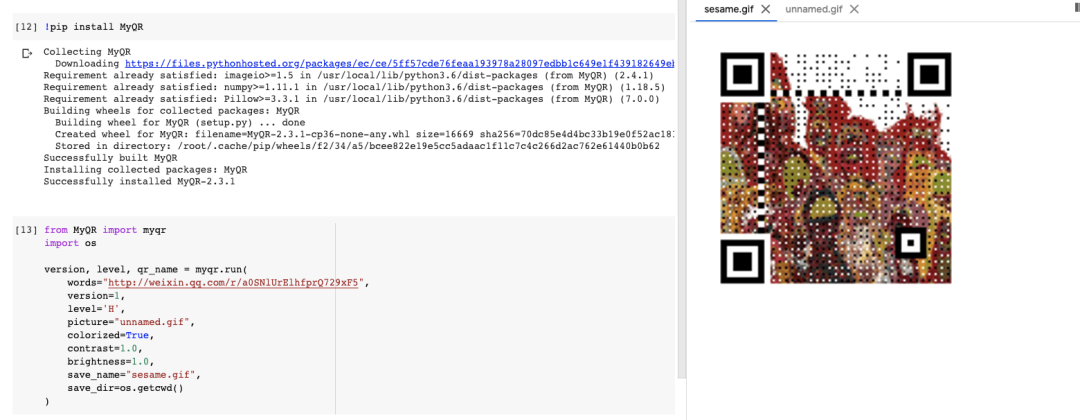 [12] !pip install MyQR
Collecting MyQR
Downloading https://files.pythonhosted.org/packages/ec/ce/5ff57cde76feaa193978a28097edbb1c649e1f439182649eb
Requirement already satisfied: imageio>=1.5 in /usr/local/lib/python3.6/dist-packages (from MyQR) (2.4.1)
Requirement already satisfied: numpy>=1.11.1 in /usr/local/lib/python3.6/dist-packages (from MyQR) (1.18.5)
Requirement already satisfied: Pillow>=3.3.1 in /usr/local/lib/python3.6/dist-packages (from MyQR) (7.0.0)
Building wheels for collected packages: MyQR
Building wheel for MyQR (setup.py) ... done
Created wheel for MyQR: filename=MyQR-2.3.1-cp36-none-any.whl size=16669 sha256=70dc85e4d4bc33b19e0f52ac187
Stored in directory: /root/.cache/pip/wheels/f2/34/a5/bcee822e19e5cc5adaac1f11c7c4c266d2ac762e61440b0b62
Successfully built MyQR
Installing collected packages: MyQR
Successfully installed MyQR-2.3.1
[13] from MyQR import myqr
import os
version, level, qr_name = myqr.run(
words="http://weixin.qq.com/r/a0SNlUrElhfprQ729xF5",
version=1,
level='H',
picture="unnamed.gif",
colorized=True,
contrast=1.0,
brightness=1.0,
save_name="sesame.gif",
save_dir=os.getcwd()
)
sesame.gif
unnamed.gif